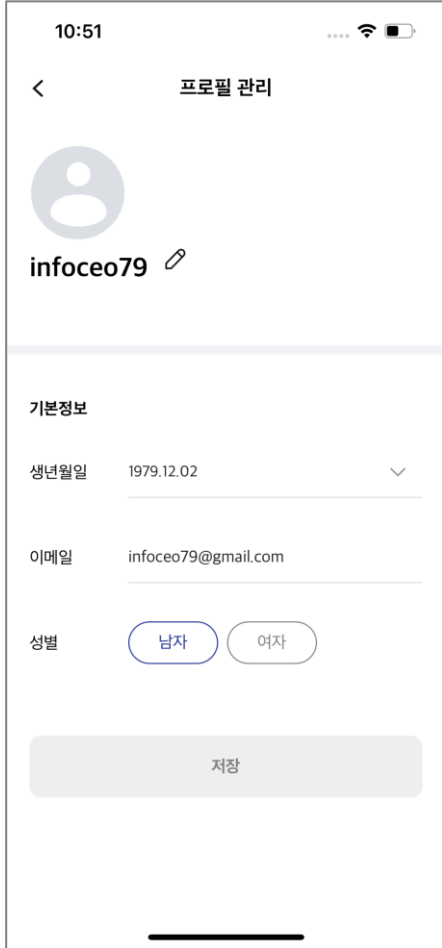 10:51
프로필 관리
infoceo79
기본정보
생년월일 1979.12.02
이메일 infoceo79@gmail.com
성별 남자 여자
저장